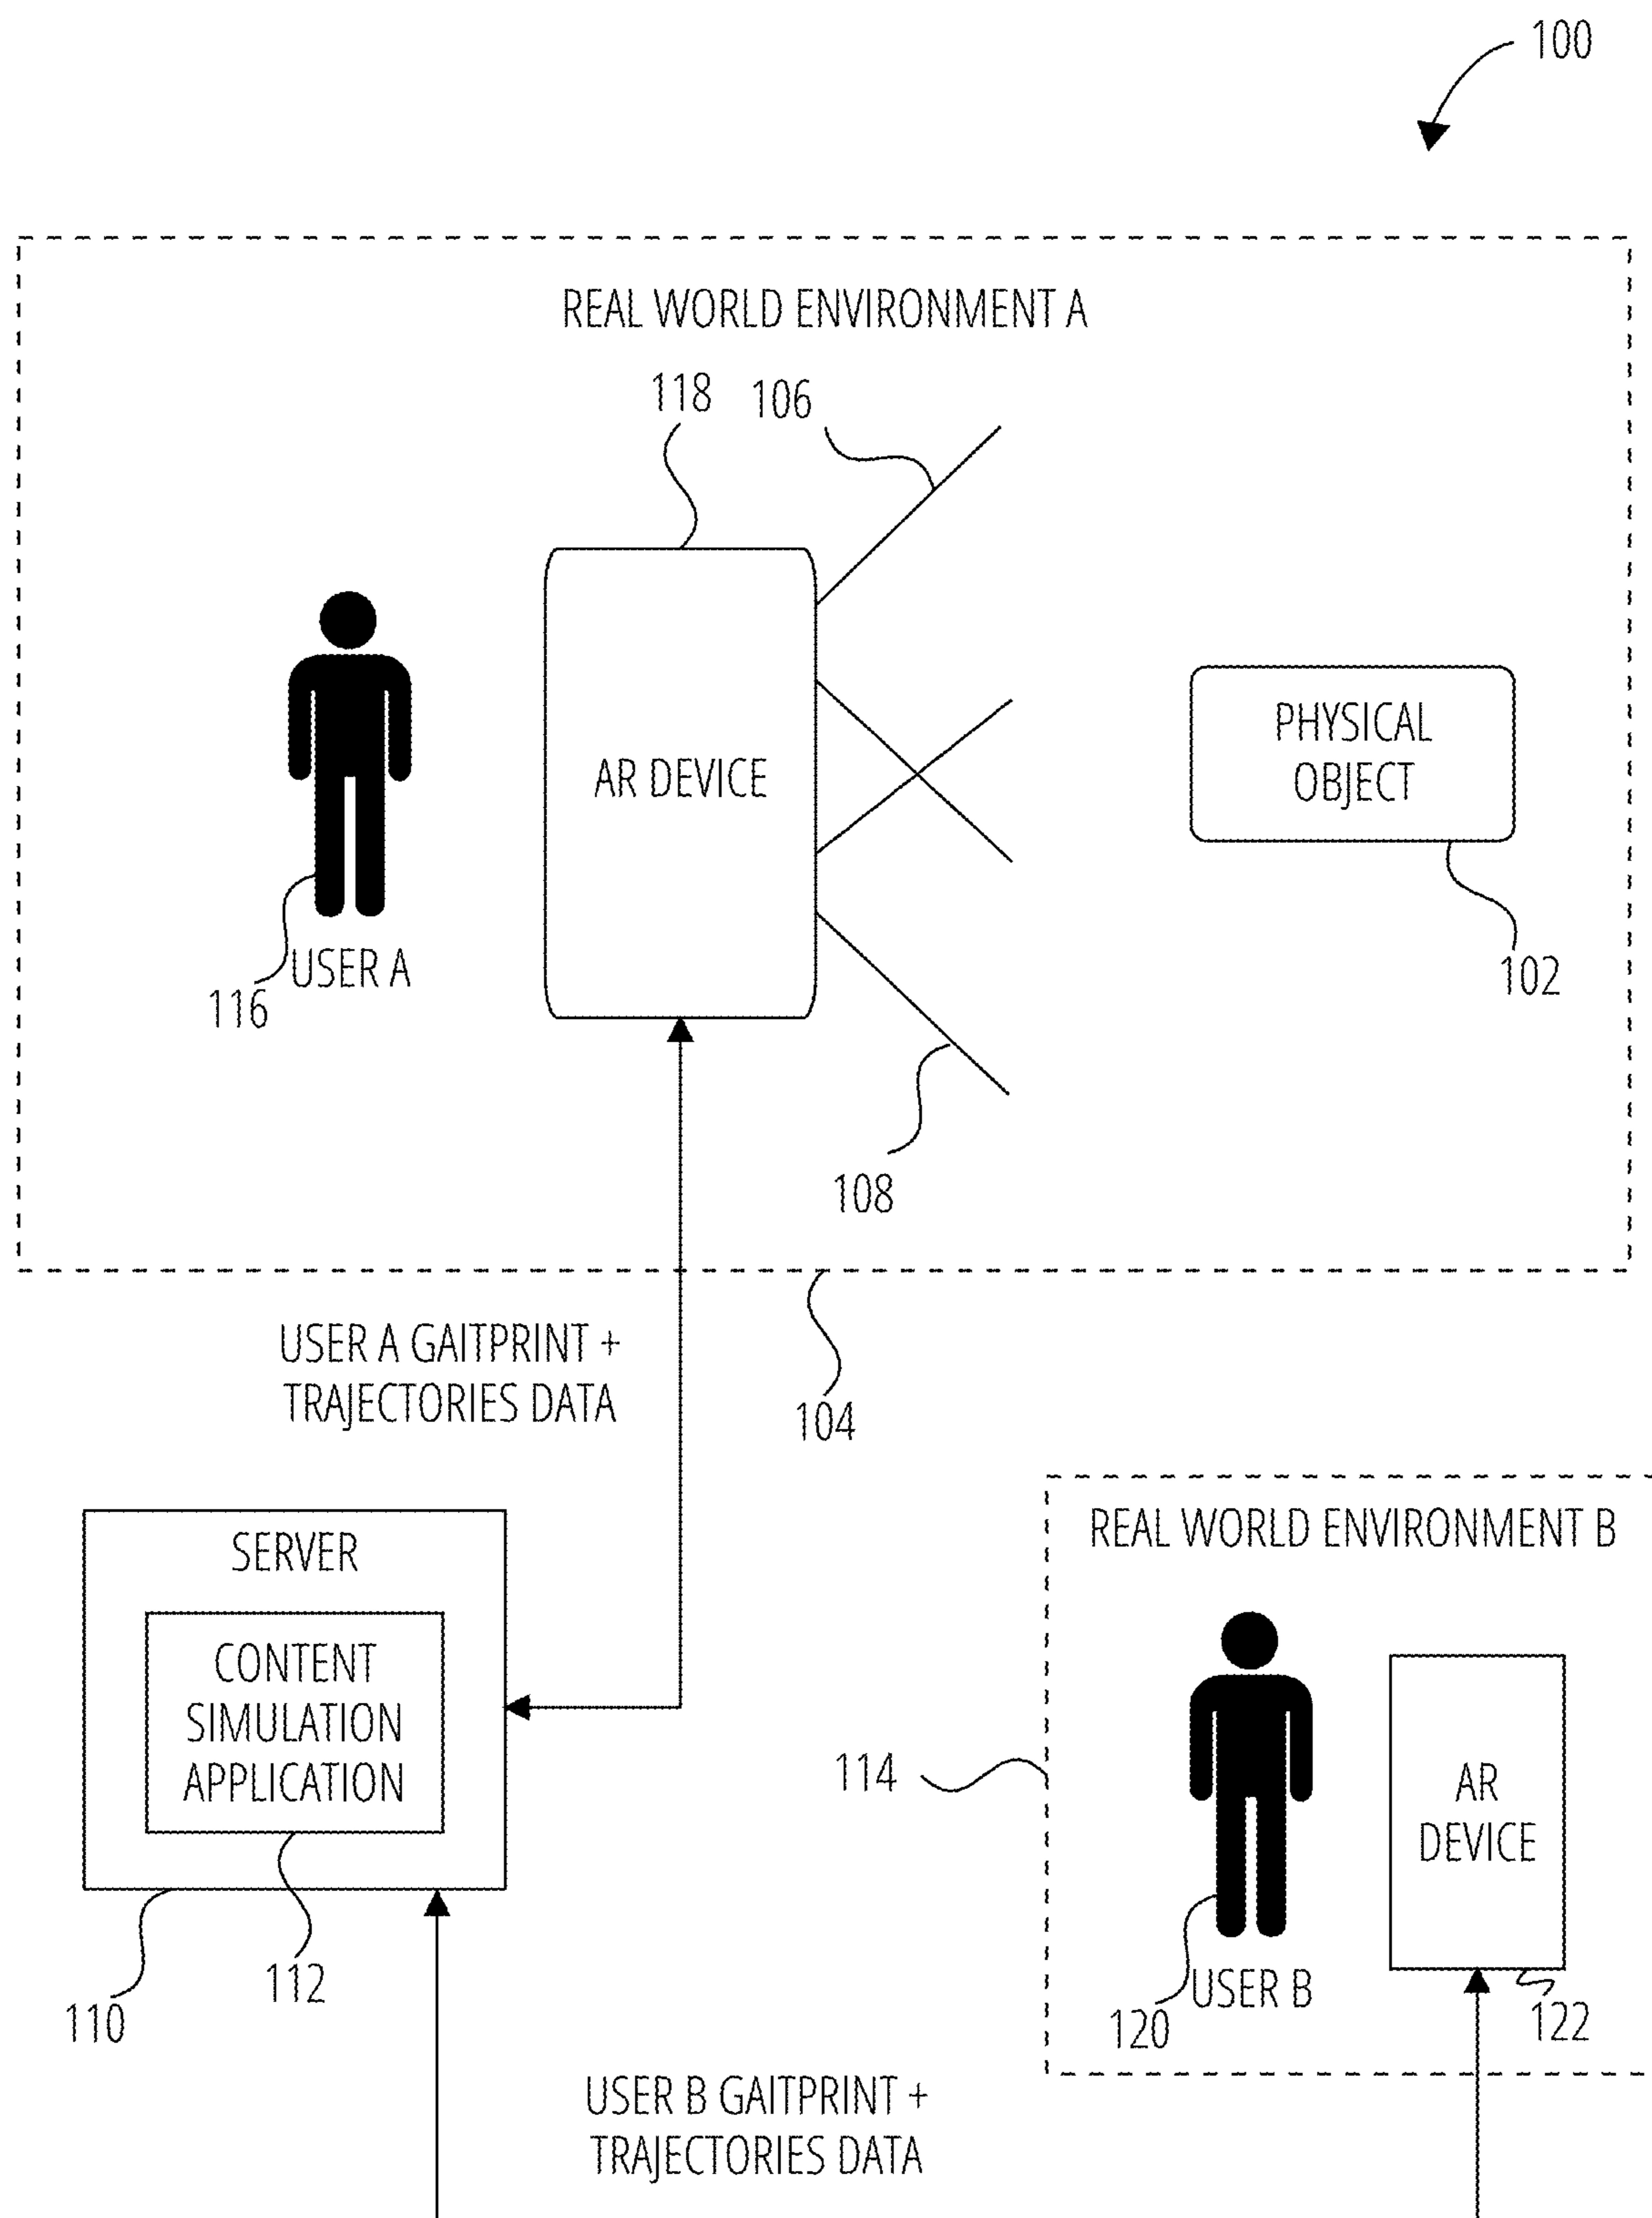 100
REAL WORLD ENVIRONMENT A
118
106
AR DEVICE
PHYSICAL
OBJECT
USER A
116
102
108
USER A GAITPRINT +
TRAJECTORIES DATA
104
SERVER
CONTENT
SIMULATION
APPLICATION
REAL WORLD ENVIRONMENT B
114
AR
DEVICE
112
110
USER B
120
122
USER B GAITPRINT +
TRAJECTORIES DATA